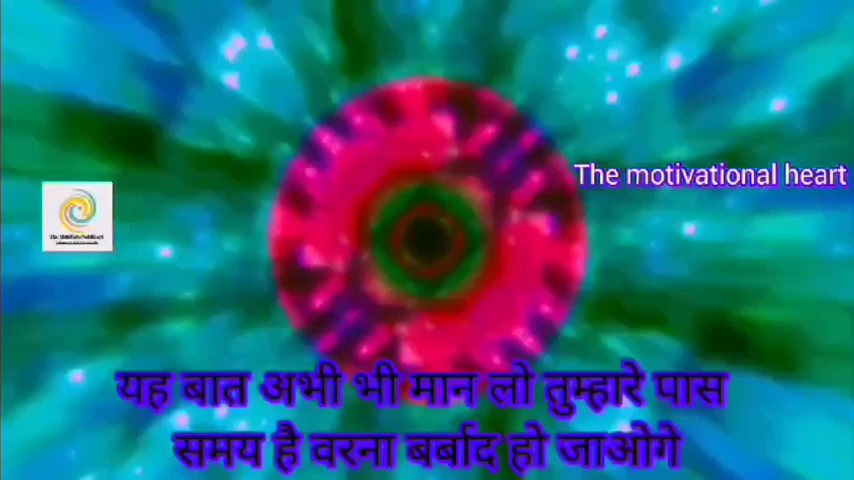 The motivational heart
यह बात अभी भी मान लो तुम्हारे पास
समय है वरना बर्बाद हो जाओगे